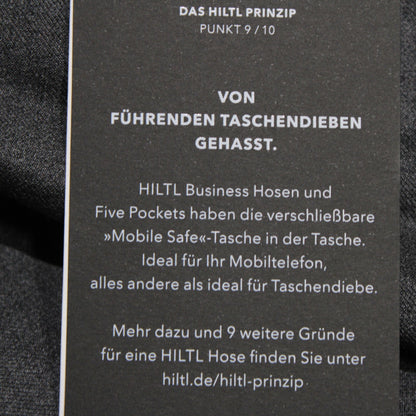 DAS HILTL PRINZIP
PUNKT 9 / 10
VON
FÜHRENDEN TASCHENDIEBEN
GEHASST.
HILTL Business Hosen und
Five Pockets haben die verschließbare
»Mobile Safe«-Tasche in der Tasche.
Ideal für Ihr Mobiltelefon,
alles andere als ideal für Taschendiebe.
Mehr dazu und 9 weitere Gründe
für eine HILTL Hose finden Sie unter
hiltl.de/hiltl-prinzip